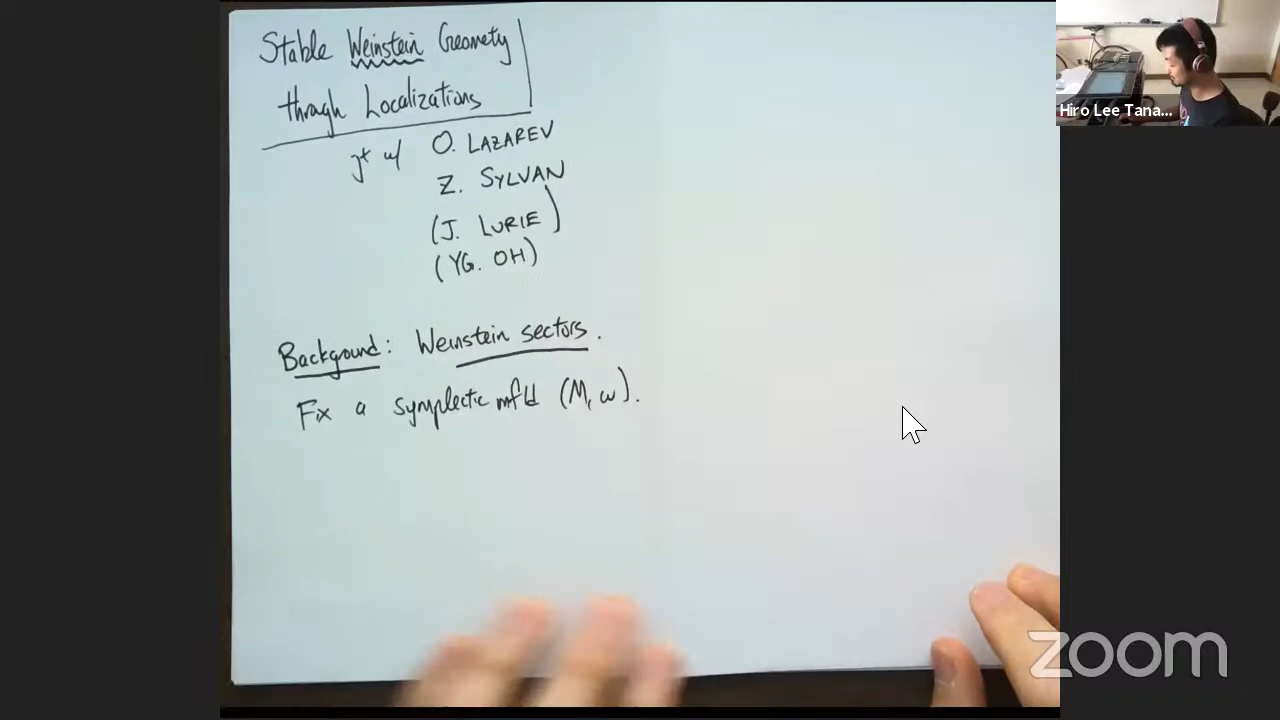 Stable Weinstein Geometry
through Localizations
jt w/ O. LAZAREV
Z. SYLVAN
(J. LURIE)
(YG. OH)
Background: Weinstein sectors.
Fix a symplectic mfld (M, ω).
Hiro Lee Tana...
zoom